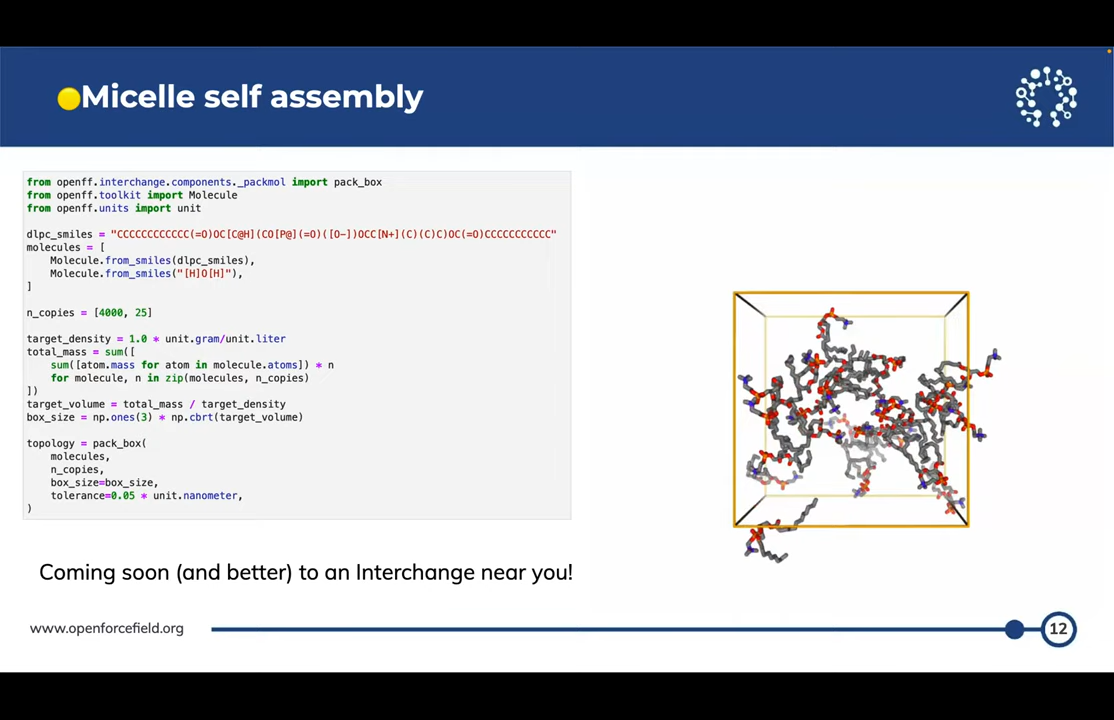 Micelle self assembly
from openff.interchange.components._packmol import pack_box
from openff.toolkit import Molecule
from openff.units import unit
dlpc_smiles = "CCCCCCCCCCCC(=O)OC[C@H](CO[P@](=O)([O-])OCC[N+](C)(C)C)OC(=O)CCCCCCCCCCC"
molecules = [
    Molecule.from_smiles(dlpc_smiles),
    Molecule.from_smiles("[H]O[H]"),
]
n_copies = [4000, 25]
target_density = 1.0 * unit.gram/unit.liter
total_mass = sum([
    sum([atom.mass for atom in molecule.atoms]) * n
    for molecule, n in zip(molecules, n_copies)
])
target_volume = total_mass / target_density
box_size = np.ones(3) * np.cbrt(target_volume)
topology = pack_box(
    molecules,
    n_copies,
    box_size=box_size,
    tolerance=0.05 * unit.nanometer,
)
Coming soon (and better) to an Interchange near you!
www.openforcefield.org
12